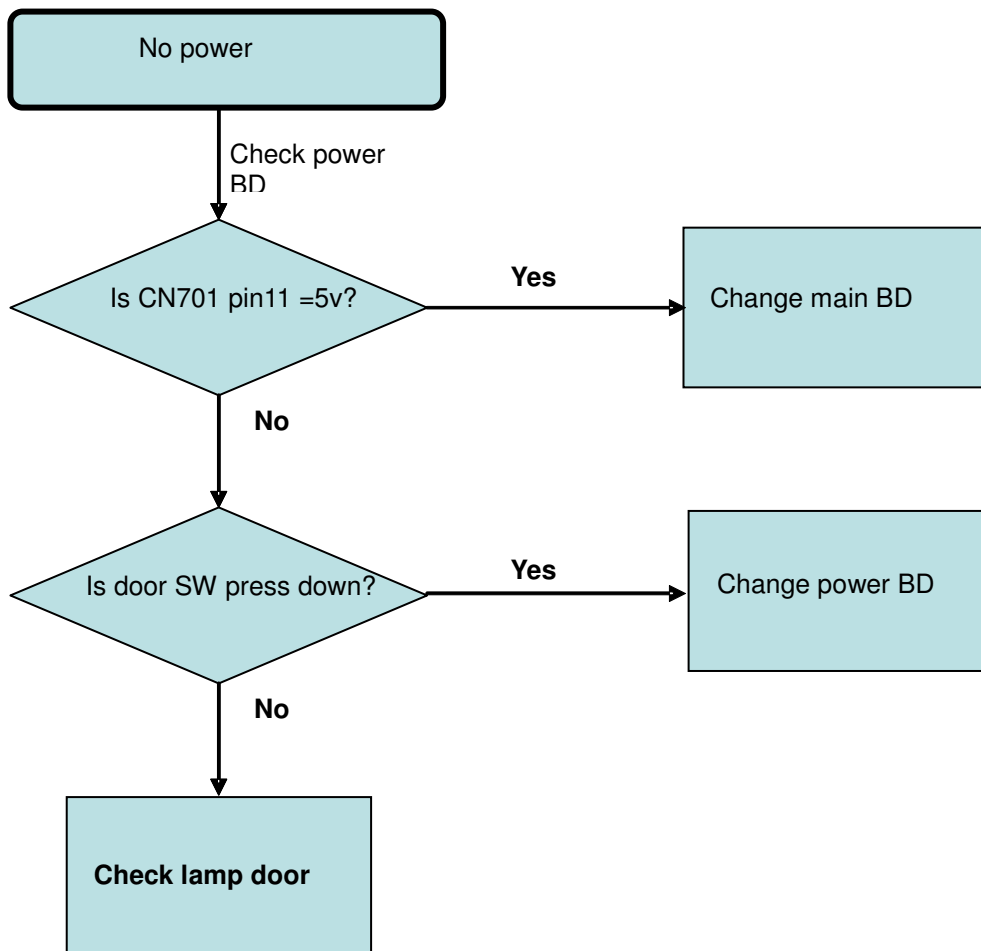 No power
Check power
BD
Is CN701 pin11 =5v?
Yes
Change main BD
No
Is door SW press down?
Yes
Change power BD
No
Check lamp door